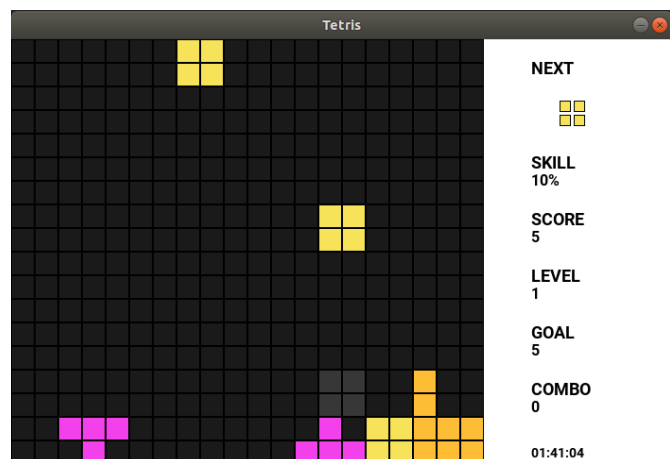 Tetris
NEXT
SKILL
10%
SCORE
5
LEVEL
1
GOAL
5
COMBO
0
01:41:04